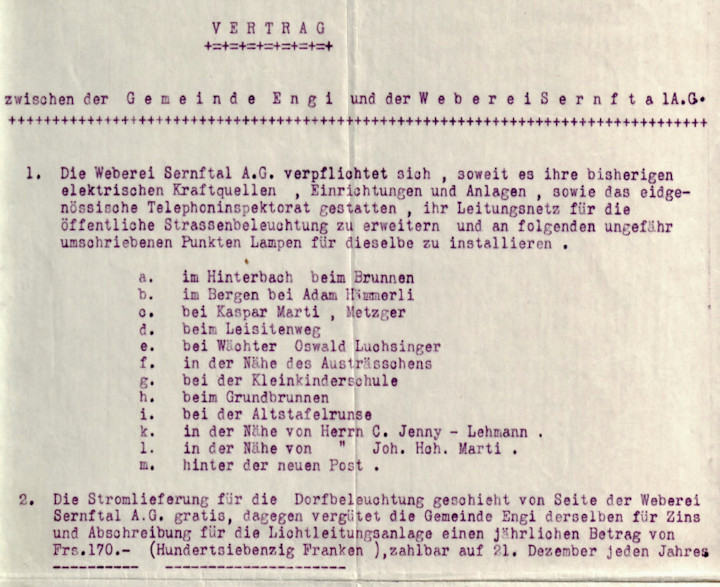 V E R T R A G
+=+=+=+=+=+=+=+
zwischen der G e m e i n d e E n g i und der W e b e r e i S e r n f t a l A.G.
+++++++++++++++++++++++++++++++++++++++++++++++++++++++++++++++++++++++++++++++
1. Die Weberei Sernftal A.G. verpflichtet sich , soweit es ihre bisherigen
elektrischen Kraftquellen , Einrichtungen und Anlagen , sowie das eidge-
nössische Telephoninspektorat gestatten , ihr Leitungsnetz für die
öffentliche Strassenbeleuchtung zu erweitern und an folgenden ungefähr
umschriebenen Punkten Lampen für dieselbe zu installieren .
a. im Hinterbach beim Brunnen
b. im Bergen bei Adam Hämmerli
c. bei Kaspar Marti , Metzger
d. beim Leisitenweg
e. bei Wächter Oswald Luchsinger
f. in der Nähe des Austrässchens
g. bei der Kleinkinderschule
h. beim Grundbrunnen
i. bei der Altstafelrunse
k. in der Nähe von Herrn C. Jenny - Lehmann .
l. in der Nähe von " Joh. Hch. Marti .
m. hinter der neuen Post .
2. Die Stromlieferung für die Dorfbeleuchtung geschieht von Seite der Weberei
Sernftal A.G. gratis, dagegen vergütet die Gemeinde Engi derselben für Zins
und Abschreibung für die Lichtleitungsanlage einen jährlichen Betrag von
Frs.170.- (Hundertsiebenzig Franken ),zahlbar auf 21. Dezember jeden Jahres